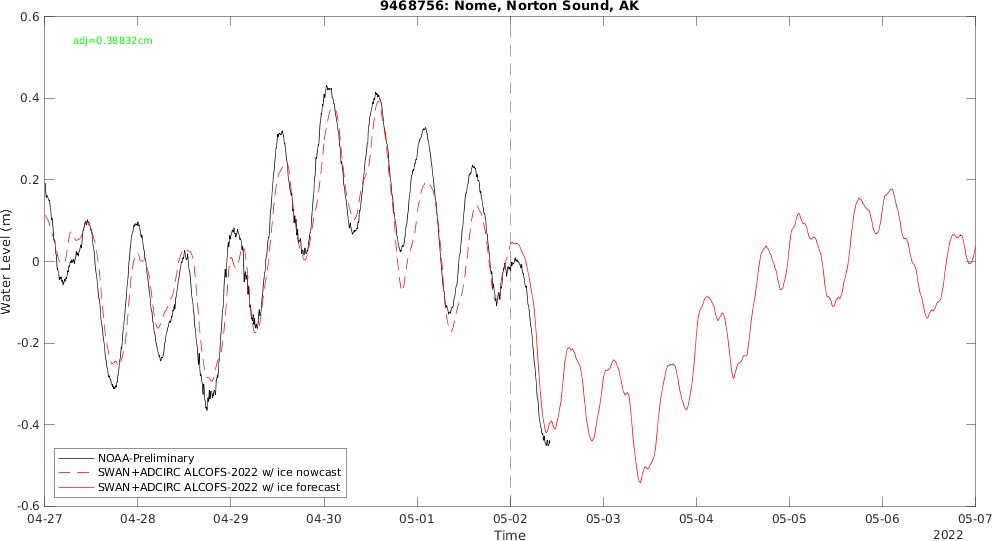 9468756: Nome, Norton Sound, AK
adj=0.38832cm
0.6
0.4
0.2
0
-0.2
-0.4
-0.6
Water Level (m)
NOAA-Preliminary
SWAN+ADCIRC ALCOFS-2022 w/ ice nowcast
SWAN+ADCIRC ALCOFS-2022 w/ ice forecast
04-27 04-28 04-29 04-30 05-01 05-02 05-03 05-04 05-05 05-06 05-07
Time
2022